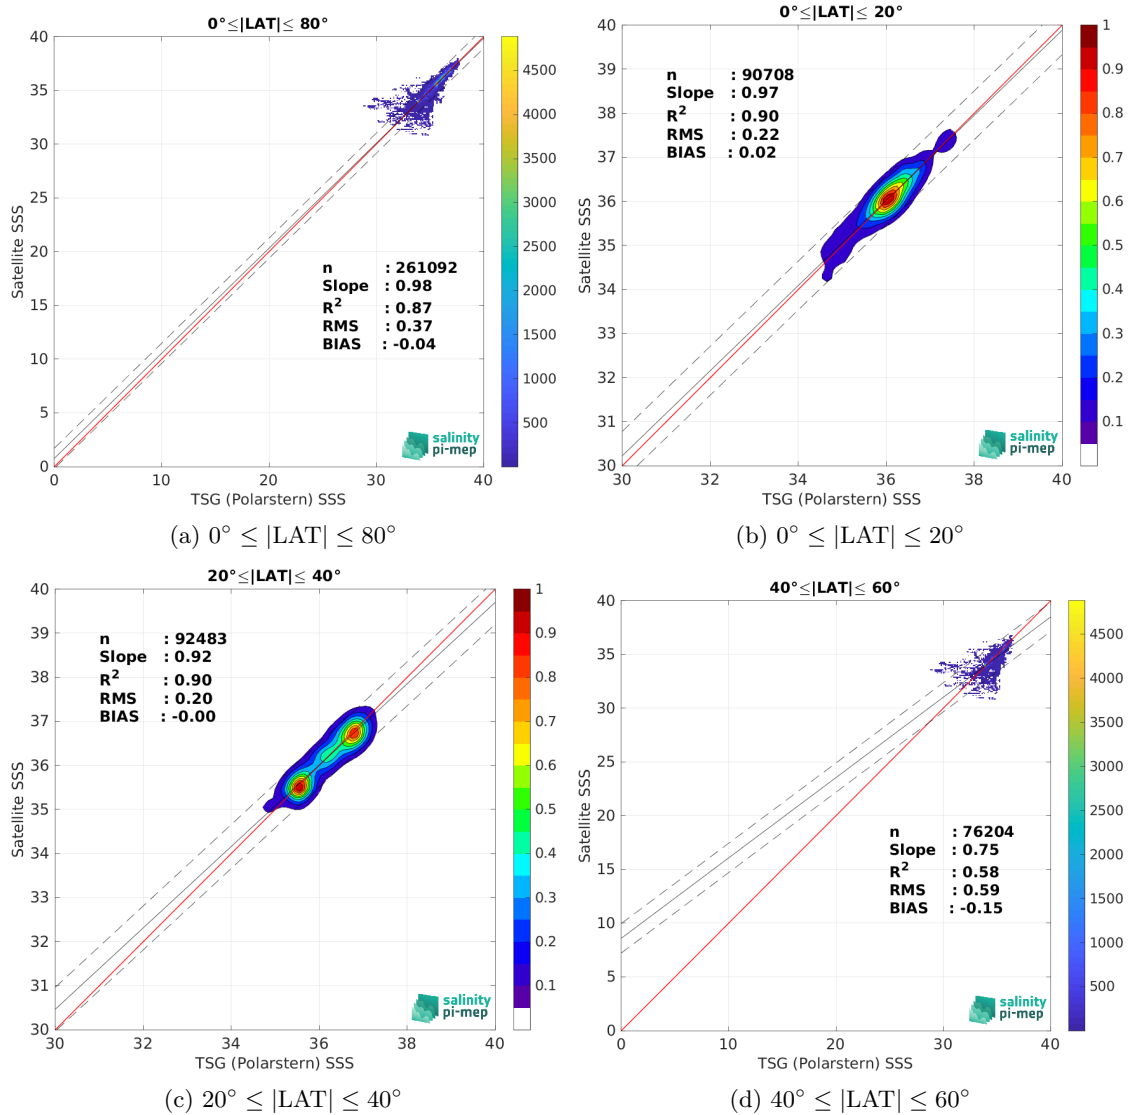 0°≤|LAT|≤ 80°
40
35
30
25
20
15
10
5
0
Satellite SSS
n : 261092
Slope : 0.98
R² : 0.87
RMS : 0.37
BIAS : -0.04
salinity
pi-mep
0 10 20 30 40
TSG (Polarstern) SSS
4500
4000
3500
3000
2500
2000
1500
1000
500
(a) 0° ≤ |LAT| ≤ 80°
0°≤|LAT|≤ 20°
40
39
38
37
36
35
34
33
32
31
30
Satellite SSS
n : 90708
Slope : 0.97
R² : 0.90
RMS : 0.22
BIAS : 0.02
salinity
pi-mep
30 32 34 36 38 40
TSG (Polarstern) SSS
1
0.9
0.8
0.7
0.6
0.5
0.4
0.3
0.2
0.1
(b) 0° ≤ |LAT| ≤ 20°
20°≤|LAT|≤ 40°
40
39
38
37
36
35
34
33
32
31
30
Satellite SSS
n : 92483
Slope : 0.92
R² : 0.90
RMS : 0.20
BIAS : -0.00
salinity
pi-mep
30 32 34 36 38 40
TSG (Polarstern) SSS
1
0.9
0.8
0.7
0.6
0.5
0.4
0.3
0.2
0.1
(c) 20° ≤ |LAT| ≤ 40°
40°≤|LAT|≤ 60°
40
35
30
25
20
15
10
5
0
Satellite SSS
n : 76204
Slope : 0.75
R² : 0.58
RMS : 0.59
BIAS : -0.15
salinity
pi-mep
0 10 20 30 40
TSG (Polarstern) SSS
4500
4000
3500
3000
2500
2000
1500
1000
500
(d) 40° ≤ |LAT| ≤ 60°